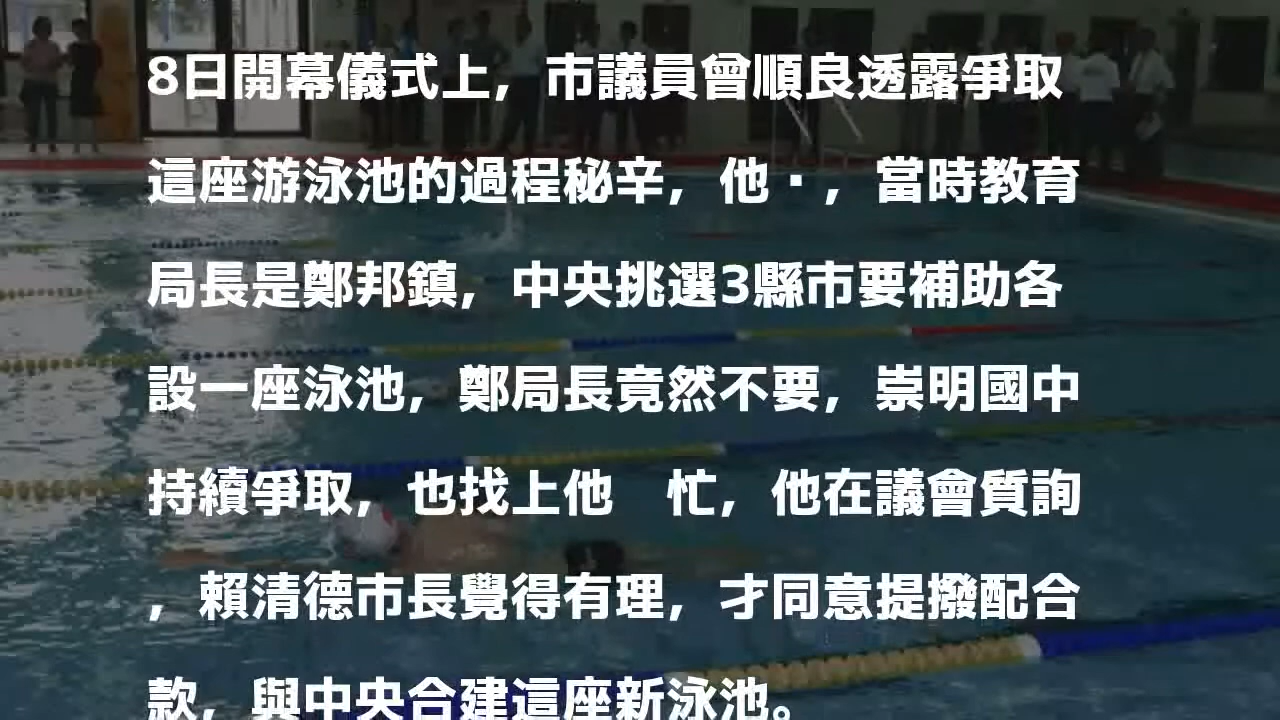 8日開幕儀式上，市議員曾順良透露爭取
這座游泳池的過程秘辛，他·，當時教育
局長是鄭邦鎮，中央挑選3縣市要補助各
設一座泳池，鄭局長竟然不要，崇明國中
持續爭取，也找上他　忙，他在議會質詢
，賴清德市長覺得有理，才同意提撥配合
款，與中央合建這座新泳池。